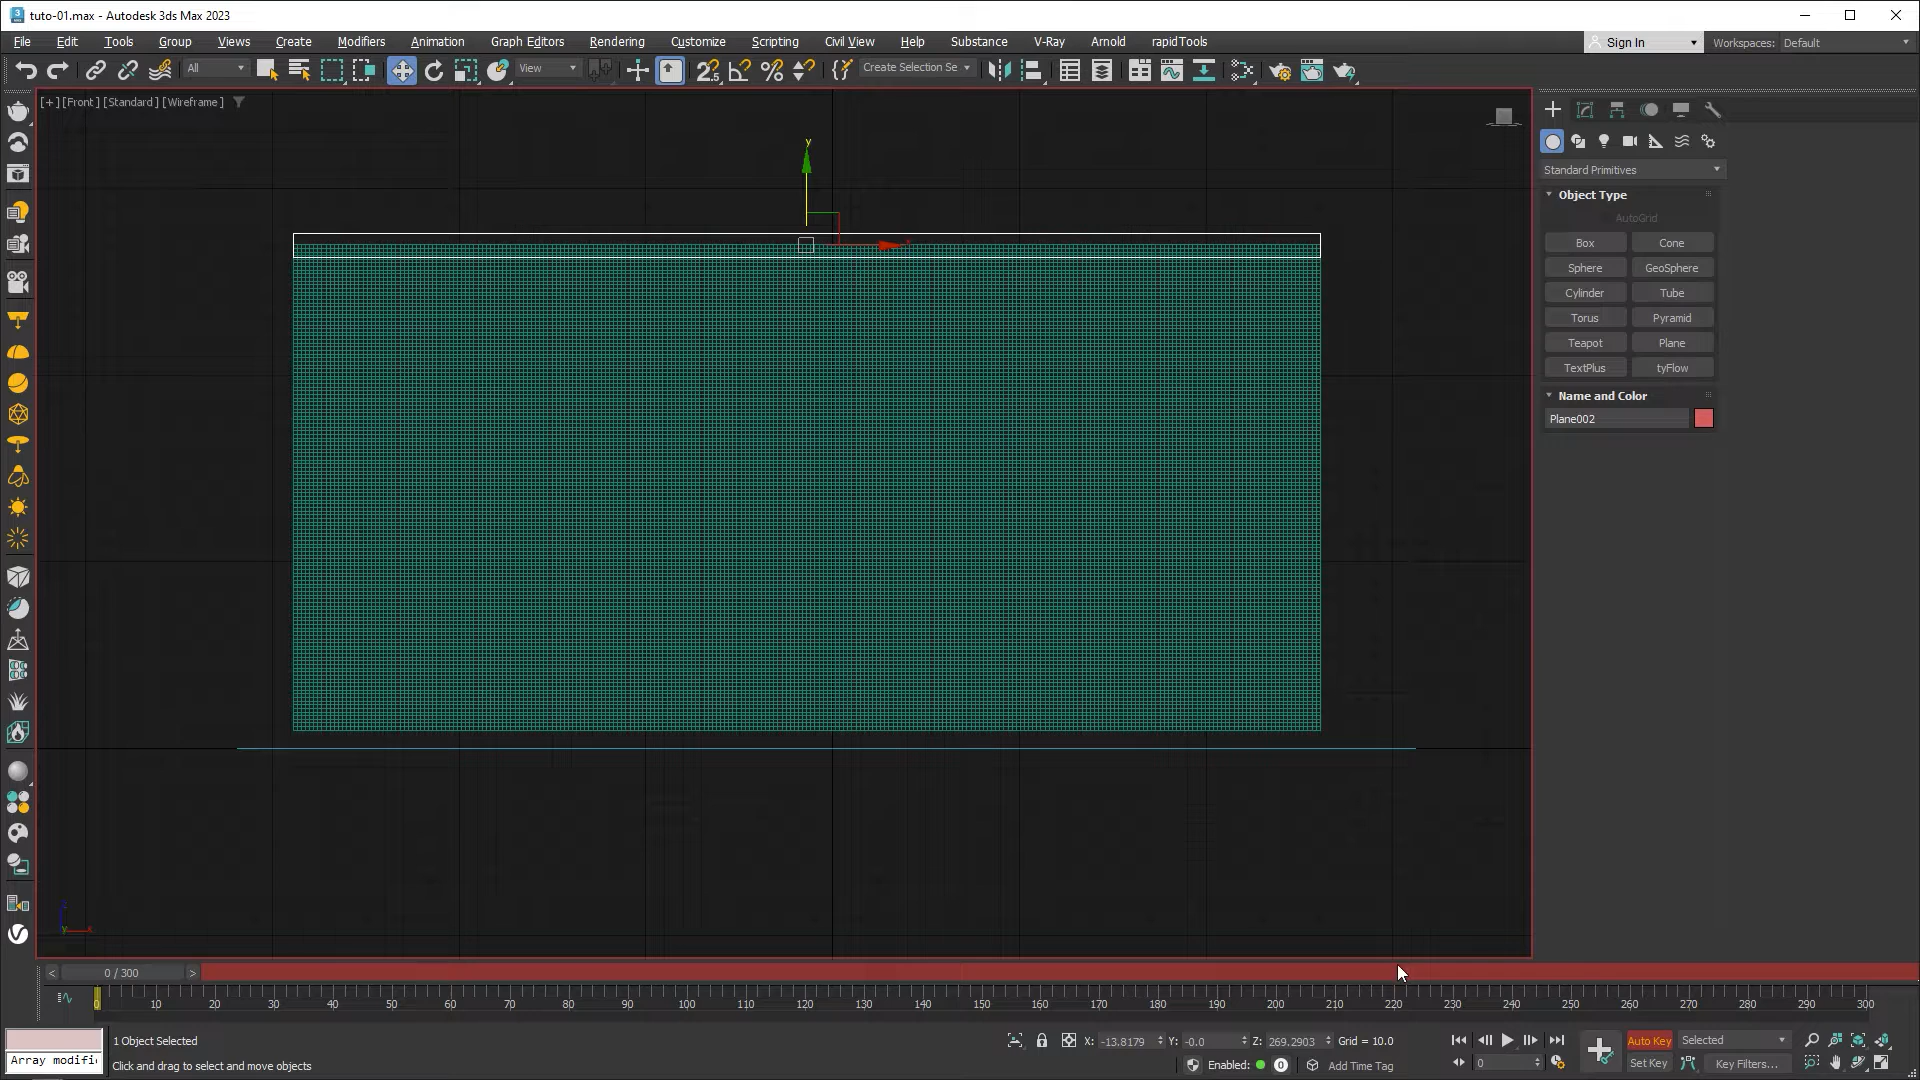 tuto-01.max - Autodesk 3ds Max 2023
File Edit Tools Group Views Create Modifiers Animation Graph Editors Rendering Customize Scripting Civil View Help Substance V-Ray Arnold rapidTools
Sign In Workspaces: Default
All View Create Selection Se
[+] [Front] [Standard] [Wireframe]
y
x
Standard Primitives
Object Type
AutoGrid
Box Cone
Sphere GeoSphere
Cylinder Tube
Torus Pyramid
Teapot Plane
TextPlus tyFlow
Name and Color
Plane002
< 0 / 300 >
0 10 20 30 40 50 60 70 80 90 100 110 120 130 140 150 160 170 180 190 200 210 220 230 240 250 260 270 280 290 300
1 Object Selected
X: -13.8179 Y: -0.0 Z: 269.2903 Grid = 10.0
Auto Key Selected
Array modifi
Click and drag to select and move objects
Enabled: 0 Add Time Tag
0 Set Key Key Filters...